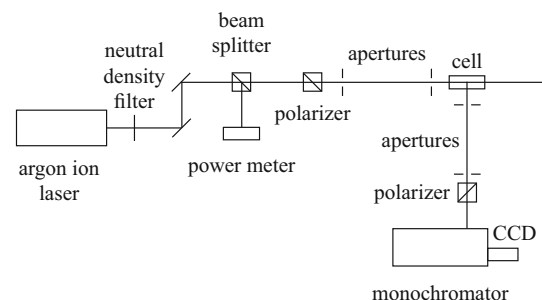 beam
splitter
neutral
density
filter
apertures
cell
polarizer
power meter
argon ion
laser
apertures
polarizer
CCD
monochromator